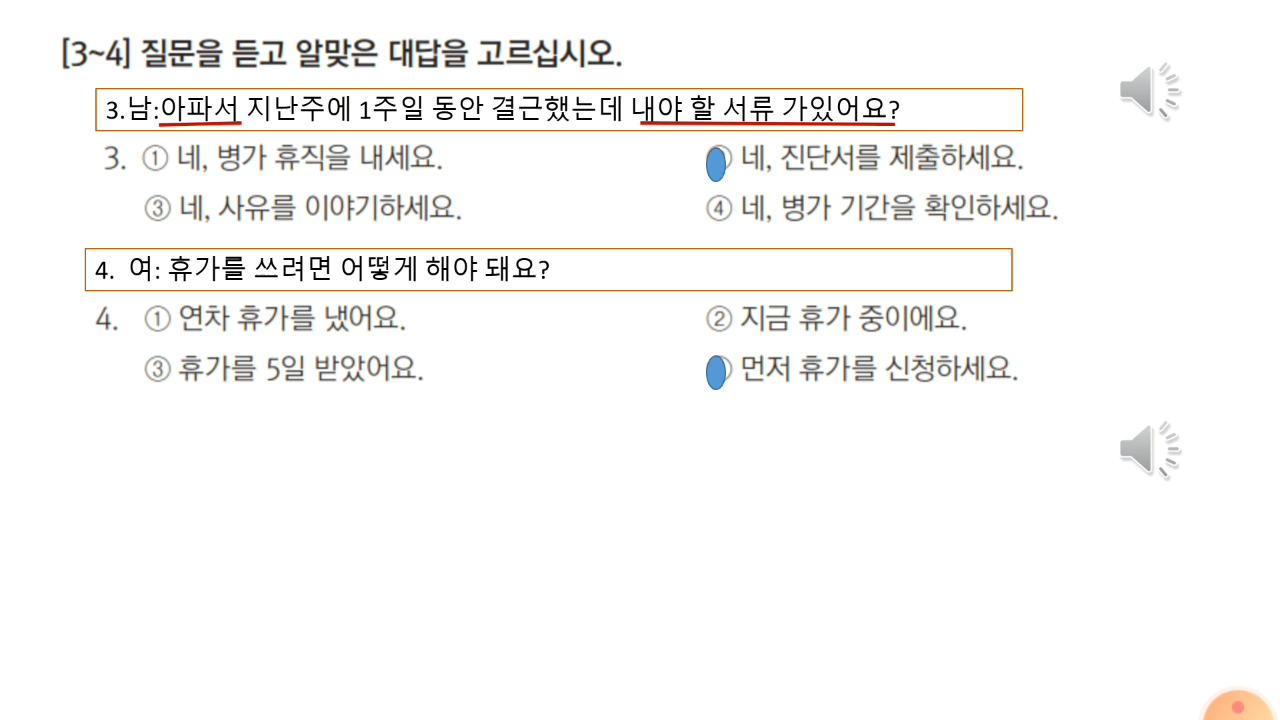 [3~4] 질문을 듣고 알맞은 대답을 고르십시오.
3.남:아파서 지난주에 1주일 동안 결근했는데 내야 할 서류 가있어요?
3. ① 네, 병가 휴직을 내세요. 네, 진단서를 제출하세요.
③ 네, 사유를 이야기하세요. ④ 네, 병가 기간을 확인하세요.
4. 여: 휴가를 쓰려면 어떻게 해야 돼요?
4. ① 연차 휴가를 냈어요. ② 지금 휴가 중이에요.
③ 휴가를 5일 받았어요. 먼저 휴가를 신청하세요.